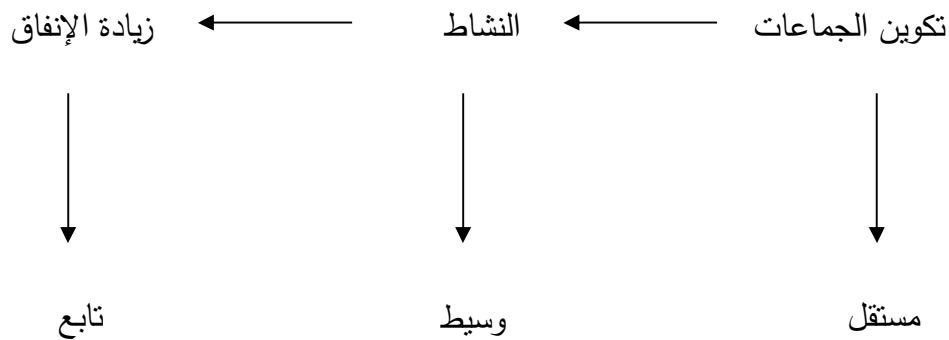 تكوين الجماعات النشاط زيادة الإنفاق
مستقل وسيط تابع